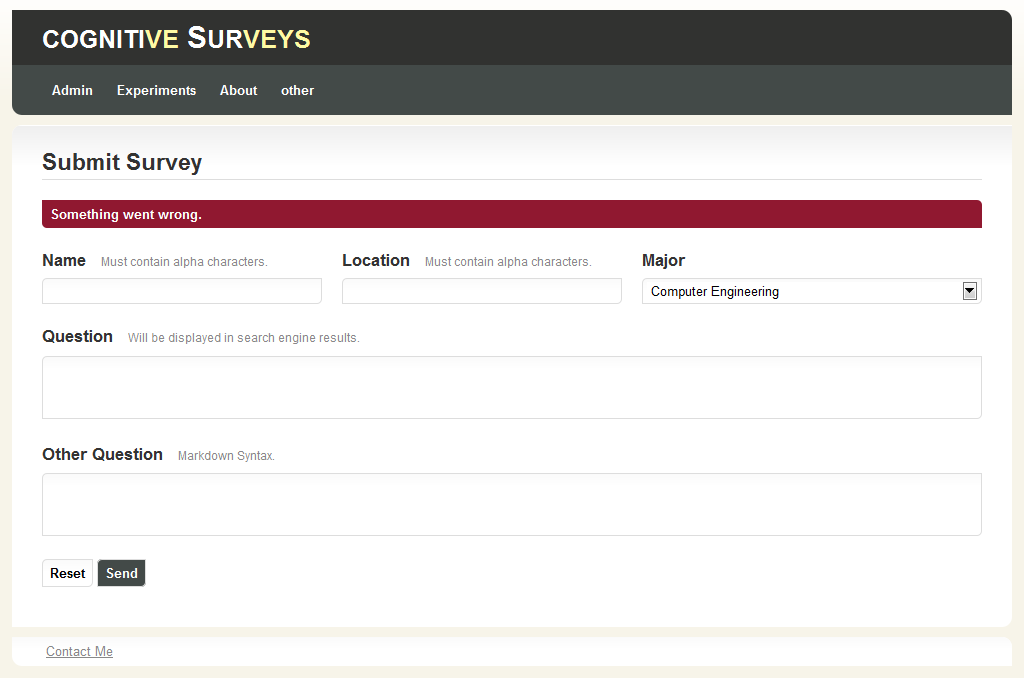 COGNITIVE SURVEYS
Admin Experiments About other
Submit Survey
Something went wrong.
Name Must contain alpha characters. Location Must contain alpha characters. Major
Computer Engineering
Question Will be displayed in search engine results.
Other Question Markdown Syntax.
Reset Send
Contact Me